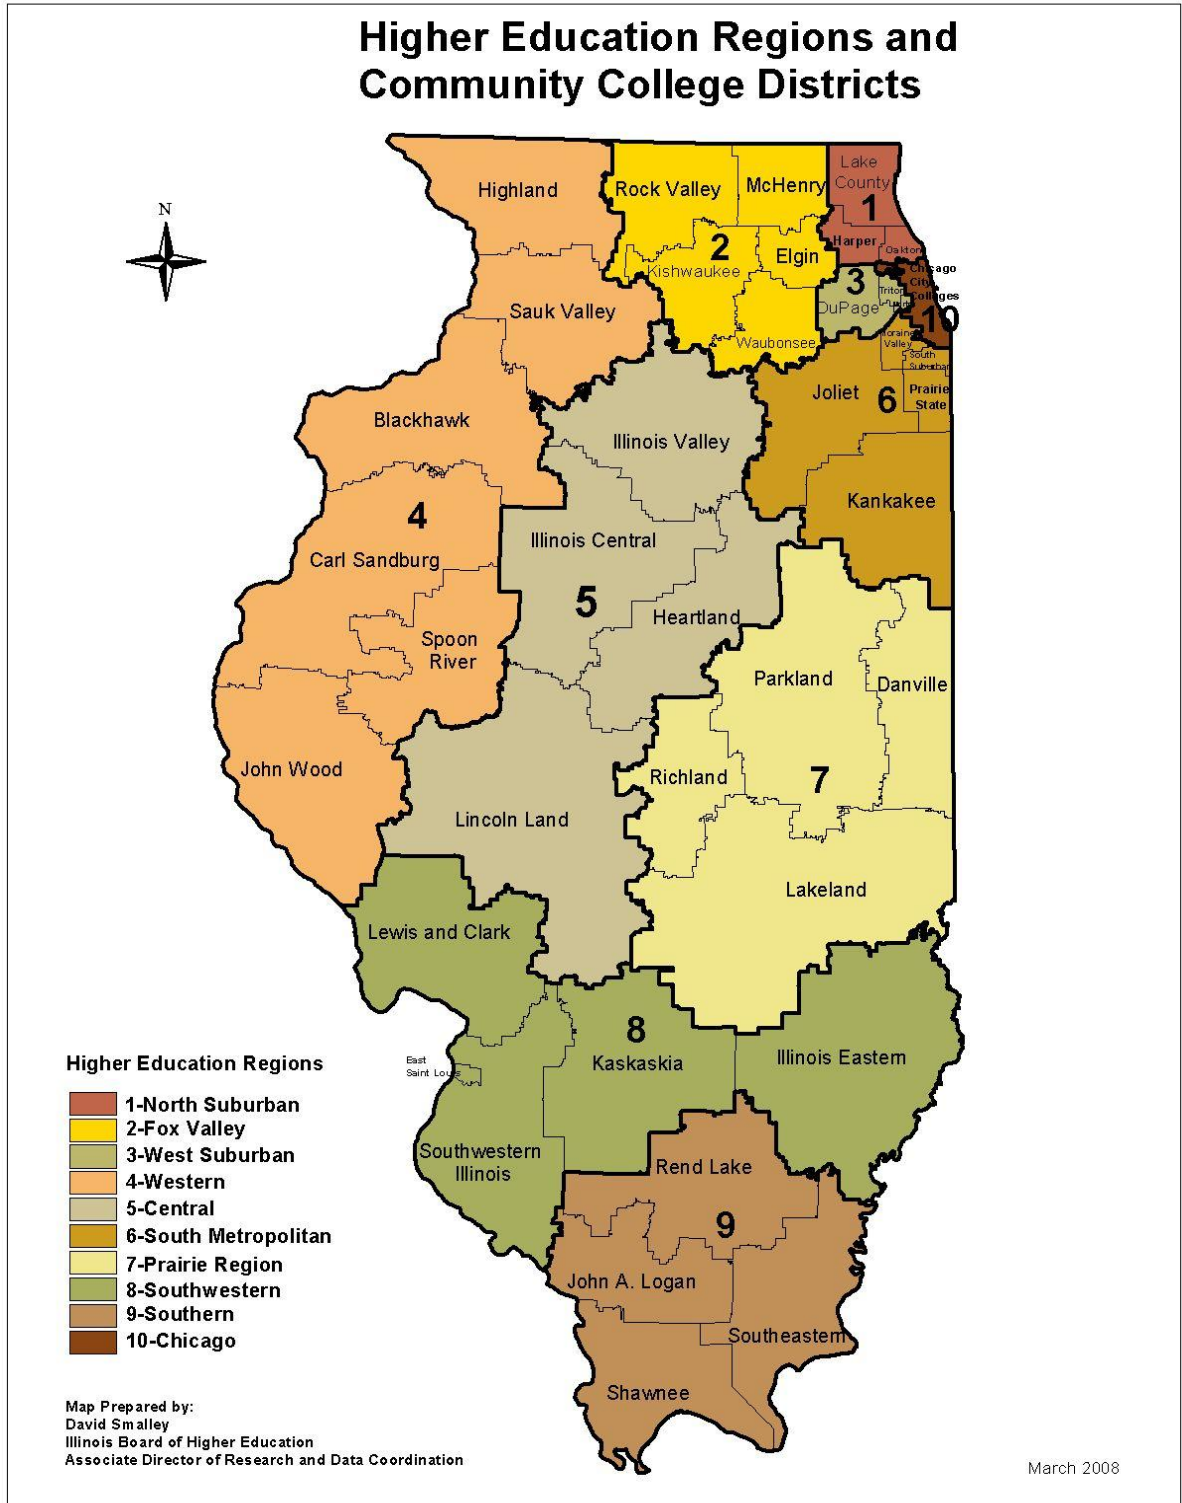 Higher Education Regions and
Community College Districts
N
Highland
Rock Valley
McHenry
Lake
County
1
Harper
Oakton
2
Elgin
Kishwaukee
Chicago
City
Colleges
3
Triton
DuPage
10
Sauk Valley
Waubonsee
Valley
South
Suburban
Joliet
6
Prairie
State
Blackhawk
Illinois Valley
Kankakee
4
Illinois Central
Carl Sandburg
5
Heartland
Spoon
River
Parkland
Danville
John Wood
Richland
7
Lincoln Land
Lakeland
Lewis and Clark
8
Kaskaskia
Illinois Eastern
East
Saint Louis
Southwestern
Illinois
Rend Lake
9
John A. Logan
Southeastern
Shawnee
Higher Education Regions
1-North Suburban
2-Fox Valley
3-West Suburban
4-Western
5-Central
6-South Metropolitan
7-Prairie Region
8-Southwestern
9-Southern
10-Chicago
Map Prepared by:
David Smalley
Illinois Board of Higher Education
Associate Director of Research and Data Coordination
March 2008